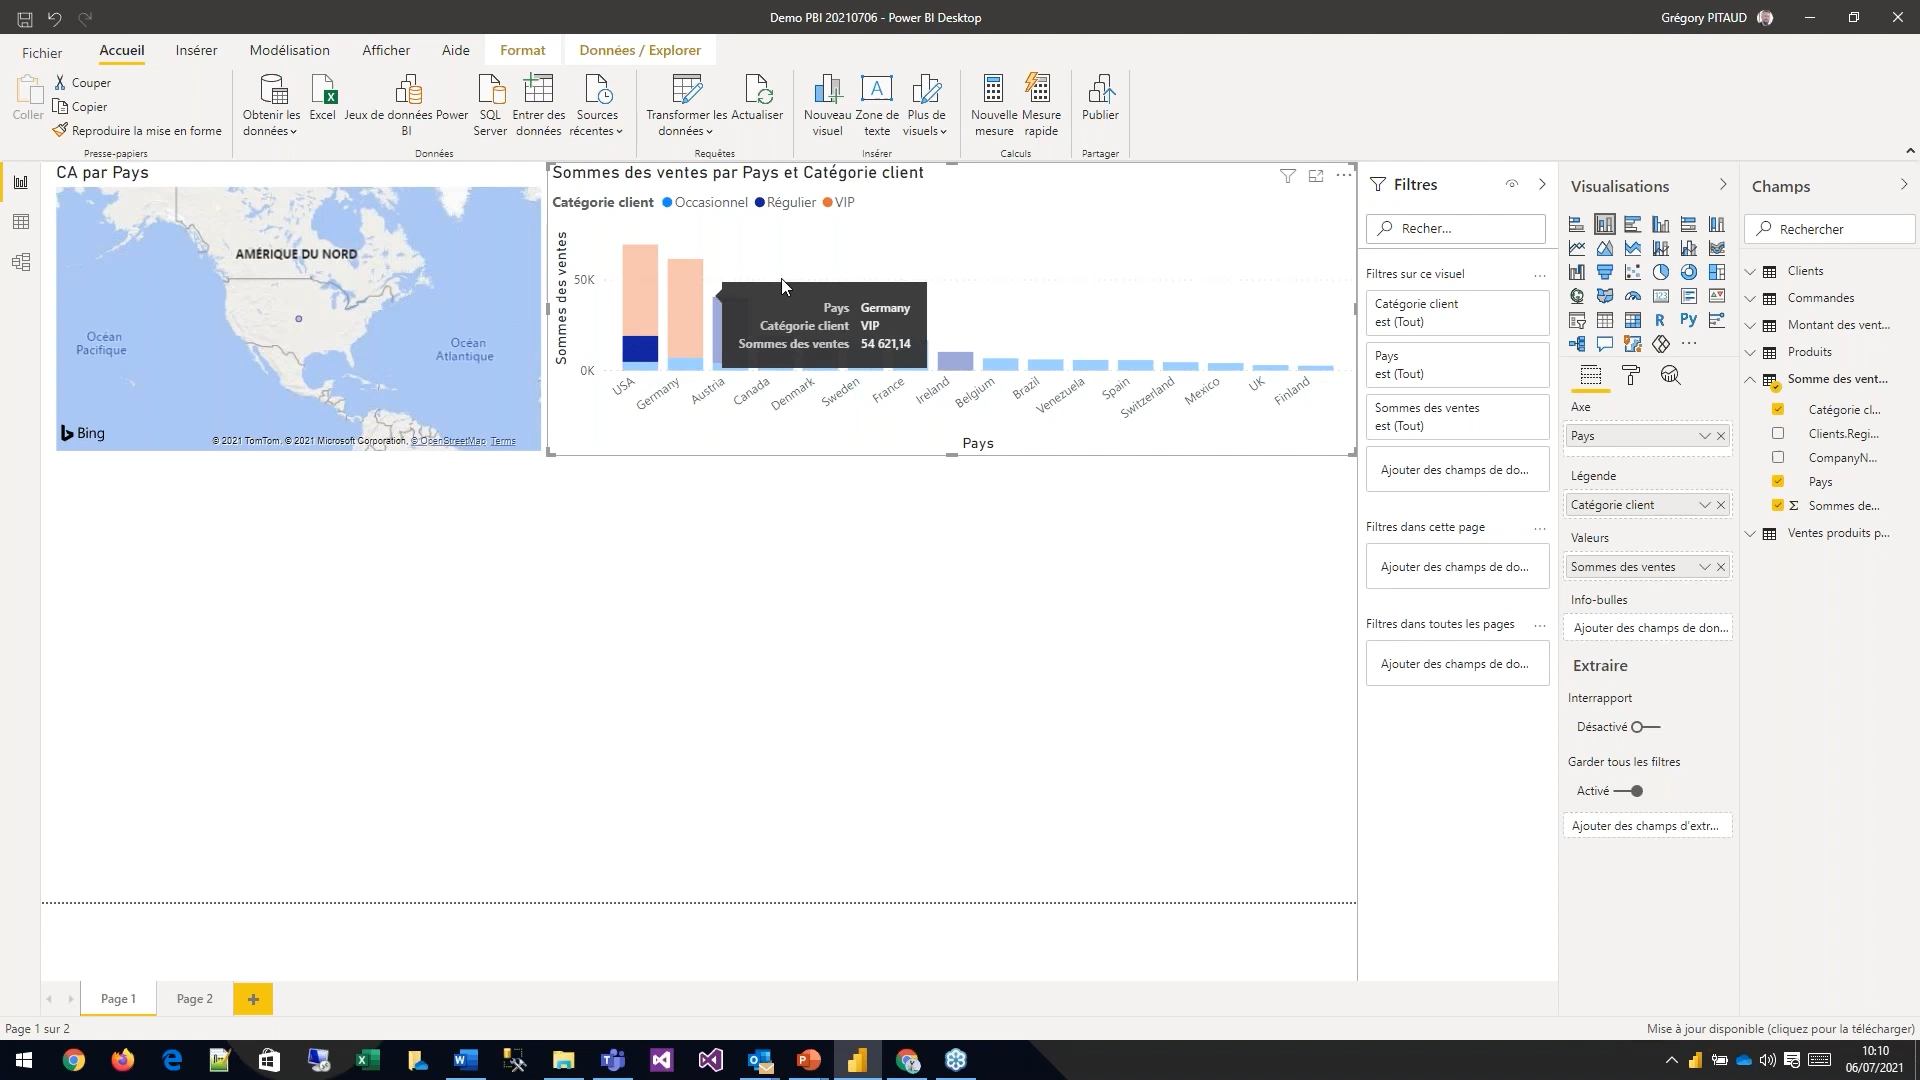 Demo PBI 20210706 - Power BI Desktop
Grégory PITAUD
Fichier
Accueil
Insérer
Modélisation
Afficher
Aide
Format
Données / Explorer
Coller
Couper
Copier
Reproduire la mise en forme
Presse-papiers
Obtenir les données
Excel
Jeux de données Power BI
SQL Server
Entrer des données
Sources récentes
Données
Transformer les données
Actualiser
Requêtes
Nouveau visuel
Zone de texte
Plus de visuels
Insérer
Nouvelle mesure
Mesure rapide
Calculs
Publier
Partager
CA par Pays
AMÉRIQUE DU NORD
Océan Pacifique
Océan Atlantique
Bing
© 2021 TomTom, © 2021 Microsoft Corporation, © OpenStreetMap Terms
Sommes des ventes par Pays et Catégorie client
Catégorie client Occasionnel Régulier VIP
Sommes des ventes
50K
0K
Pays Germany
Catégorie client VIP
Sommes des ventes 54 621,14
USA Germany Austria Canada Denmark Sweden France Ireland Belgium Brazil Venezuela Spain Switzerland Mexico UK Finland
Pays
Filtres
Recher...
Filtres sur ce visuel ...
Catégorie client
est (Tout)
Pays
est (Tout)
Sommes des ventes
est (Tout)
Ajouter des champs de do...
Filtres dans cette page ...
Ajouter des champs de do...
Filtres dans toutes les pages ...
Ajouter des champs de do...
Visualisations
R
Py
Axe
Pays
Légende
Catégorie client
Valeurs
Sommes des ventes
Info-bulles
Ajouter des champs de don...
Extraire
Interrapport
Désactivé
Garder tous les filtres
Activé
Ajouter des champs d'extr...
Champs
Rechercher
Clients
Commandes
Montant des vent...
Produits
Somme des vent...
Catégorie cl...
Clients.Regi...
CompanyN...
Pays
Σ Sommes de...
Ventes produits p...
Page 1
Page 2
Page 1 sur 2
Mise à jour disponible (cliquez pour la télécharger)
10:10
06/07/2021